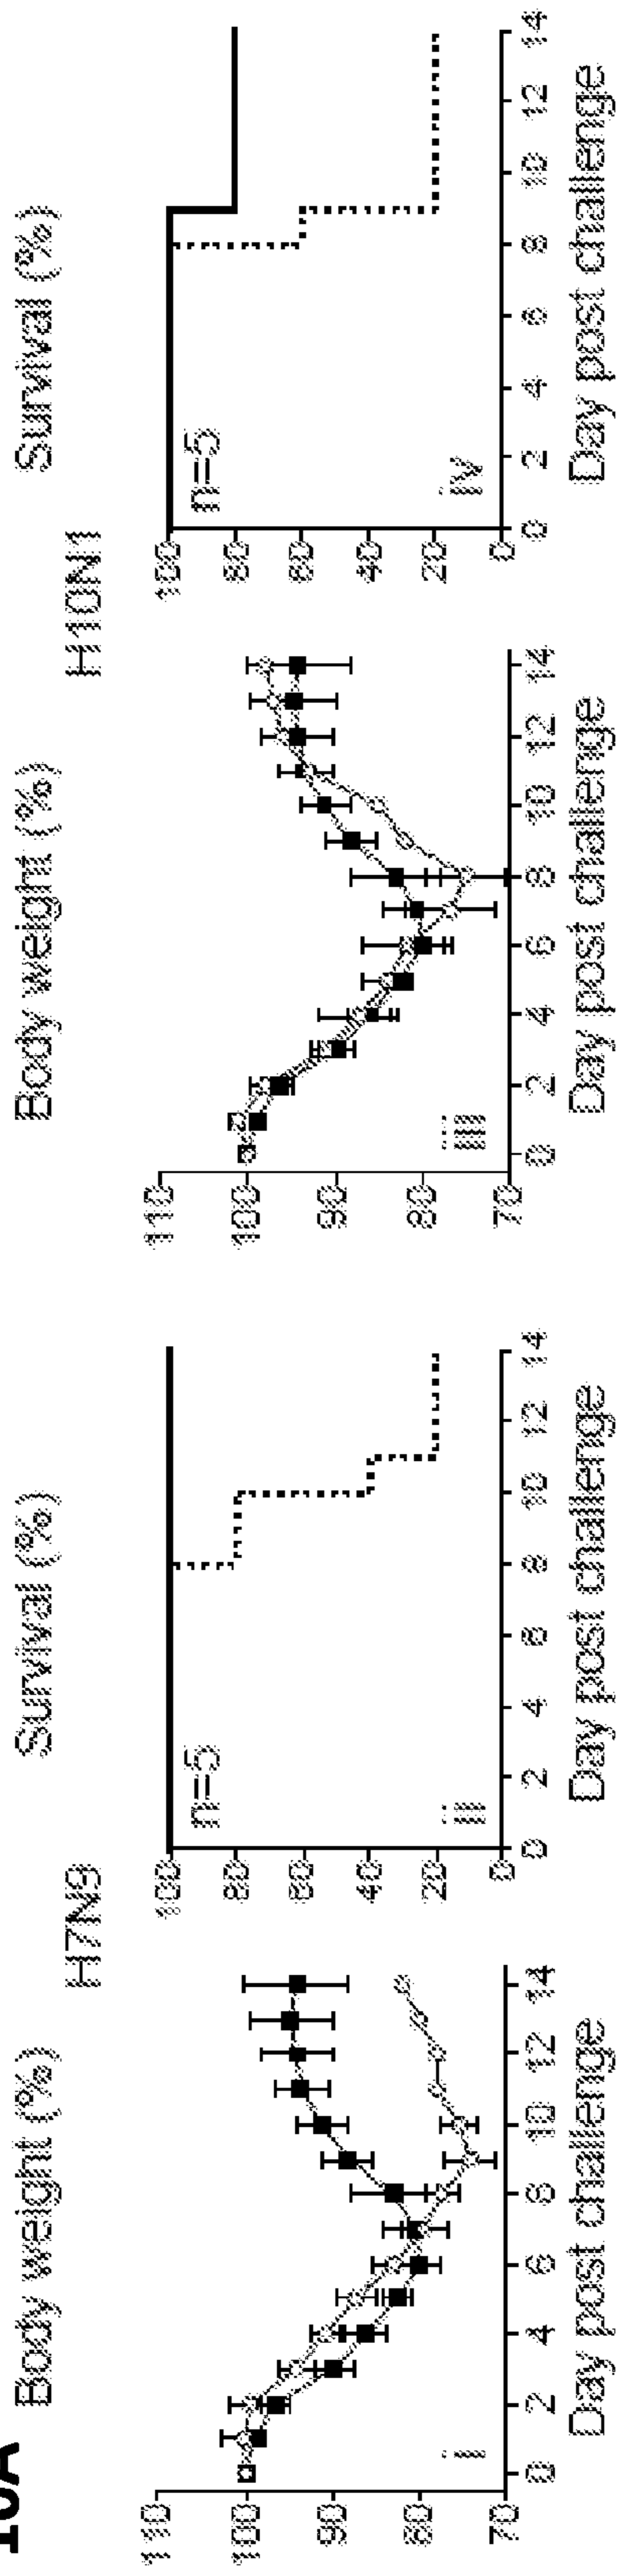 10A
H7N9
H10N1
Body weight (%)
Survival (%)
Body weight (%)
Survival (%)
110
100
90
80
70
i
0 2 4 6 8 10 12 14
Day post challenge
100
80
60
40
20
0
n=5
ii
0 2 4 6 8 10 12 14
Day post challenge
110
100
90
80
70
iii
0 2 4 6 8 10 12 14
Day post challenge
100
80
60
40
20
0
n=5
iv
0 2 4 6 8 10 12 14
Day post challenge